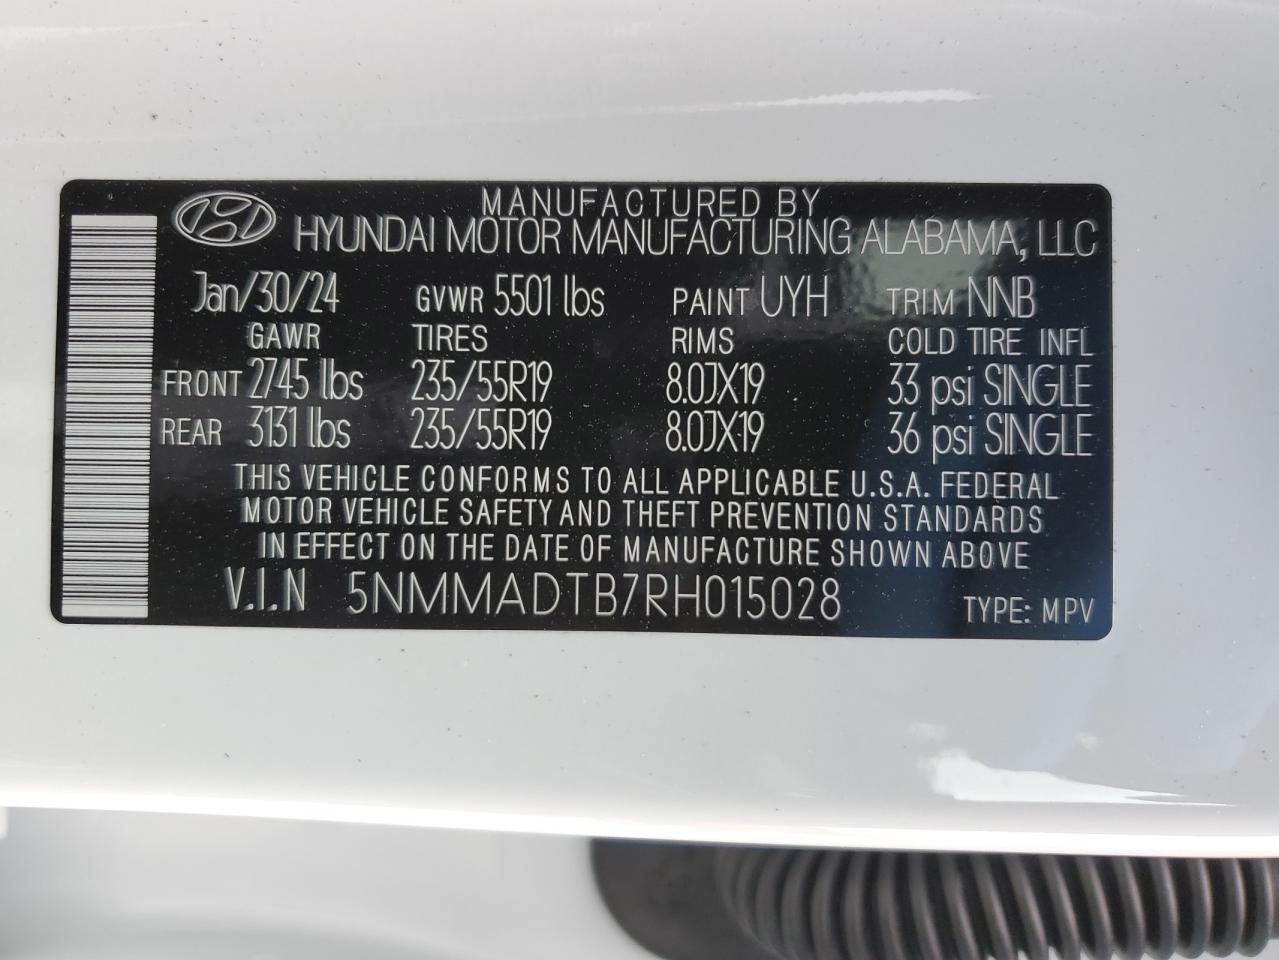 MANUFACTURED BY
HYUNDAI MOTOR MANUFACTURING ALABAMA, LLC
Jan/30/24 GVWR 5501 lbs PAINT UYH TRIM NNB
GAWR TIRES RIMS COLD TIRE INFL
FRONT 2745 lbs 235/55R19 8.0JX19 33 psi SINGLE
REAR 3131 lbs 235/55R19 8.0JX19 36 psi SINGLE
THIS VEHICLE CONFORMS TO ALL APPLICABLE U.S.A. FEDERAL
MOTOR VEHICLE SAFETY AND THEFT PREVENTION STANDARDS
IN EFFECT ON THE DATE OF MANUFACTURE SHOWN ABOVE
V.I.N 5NMMADTB7RH015028 TYPE: MPV